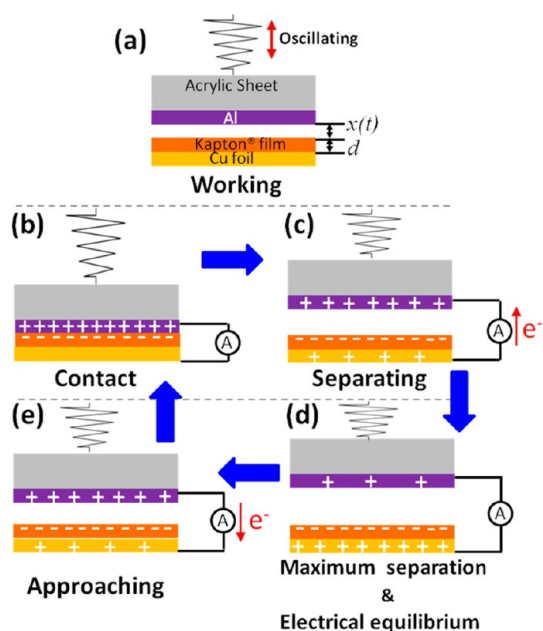 (a)
Oscillating
Acrylic Sheet
Al
x(t)
Kapton® film
d
Cu foil
Working
(b)
(c)
+ + + + + + + + + + +
+ + + + + + +
- - - - - - - - - - -
A
A
e-
- - - - - - - - - - -
+ + + +
Contact
Separating
(e)
(d)
+ + + + + + +
+ + +
A
e-
A
- - - - - - - - - - -
- - - - - - - - - - -
+ + + +
+ + + + + + + +
Approaching
Maximum separation
&
Electrical equilibrium